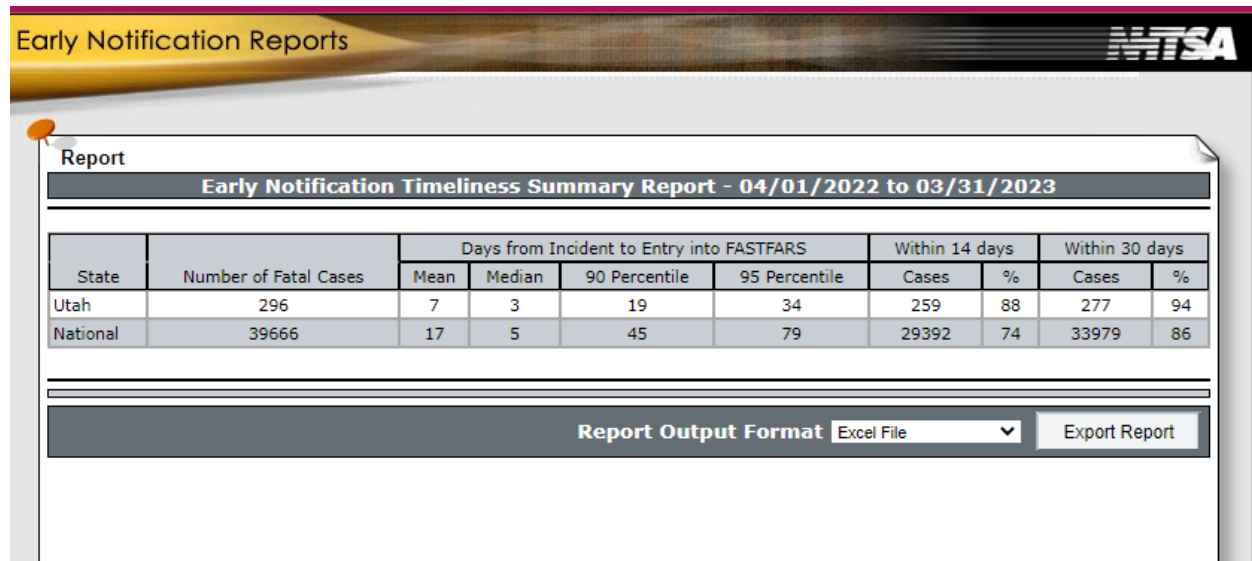 Early Notification Reports
NHTSA
Report
Early Notification Timeliness Summary Report - 04/01/2022 to 03/31/2023
Days from Incident to Entry into FASTFARS Within 14 days Within 30 days
State Number of Fatal Cases Mean Median 90 Percentile 95 Percentile Cases % Cases %
Utah 296 7 3 19 34 259 88 277 94
National 39666 17 5 45 79 29392 74 33979 86
Report Output Format Excel File Export Report